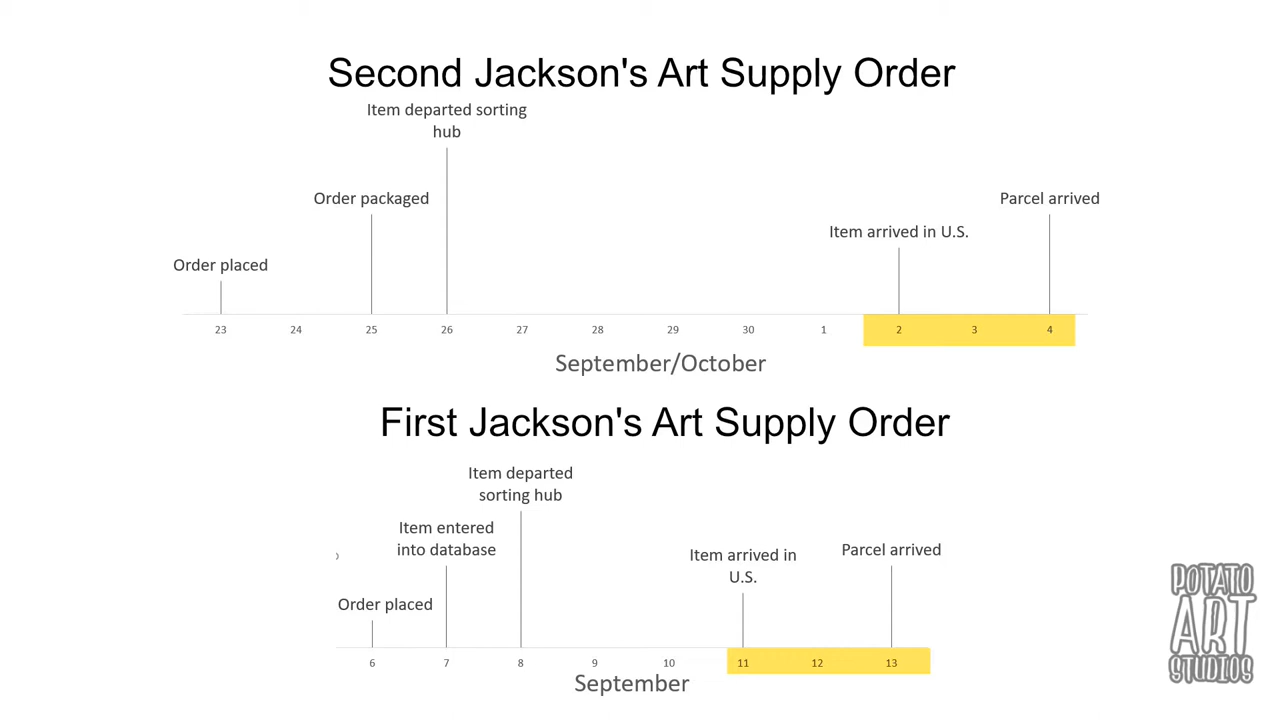 Second Jackson's Art Supply Order
Item departed sorting
hub
Order packaged
Parcel arrived
Item arrived in U.S.
Order placed
23 24 25 26 27 28 29 30 1 2 3 4
September/October
First Jackson's Art Supply Order
Item departed
sorting hub
Item entered
into database
Item arrived in
U.S.
Parcel arrived
Order placed
6 7 8 9 10 11 12 13
September
POTATO
ART
STUDIOS